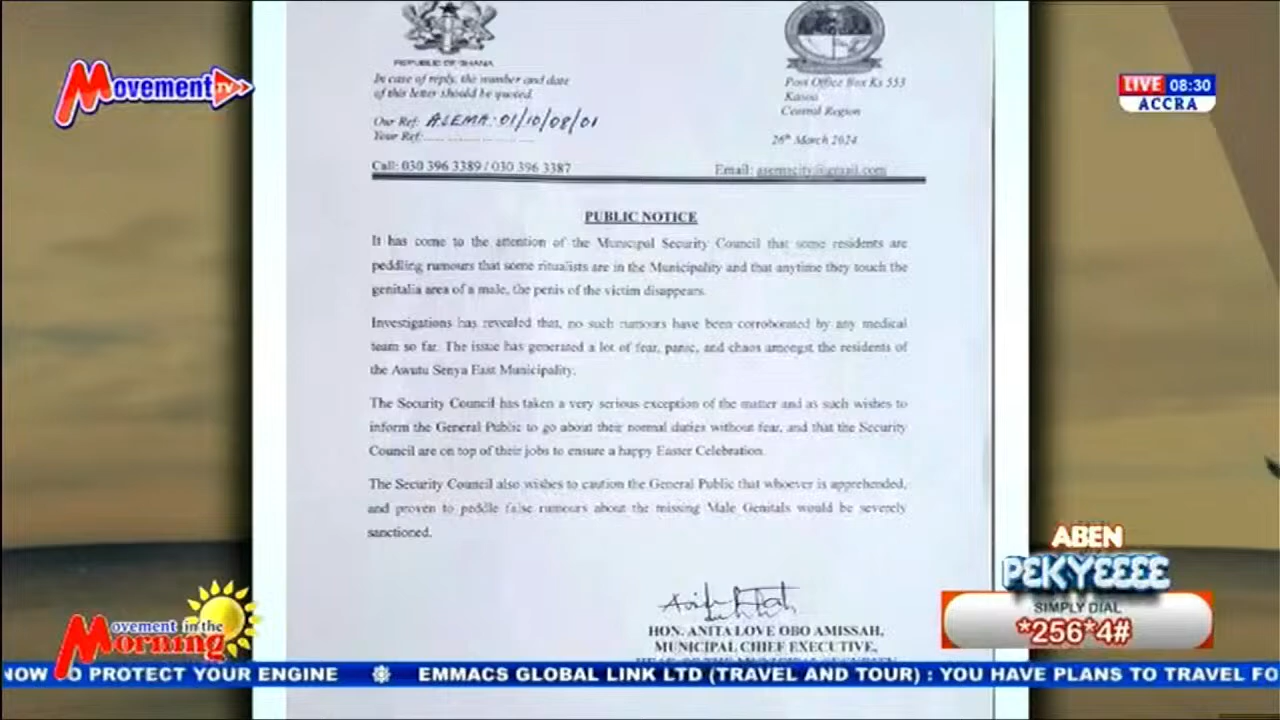 Movement TV
LIVE 08:30
ACCRA
REPUBLIC OF GHANA
In case of reply, the number and date
of this letter should be quoted.
Our Ref: ASEMA: 01/10/08/01
Your Ref:
Post Office Box Ks 553
Kasoa
Central Region
26th March 2024
Call: 030 396 3389 / 030 396 3387
Email: asemacity@gmail.com
PUBLIC NOTICE
It has come to the attention of the Municipal Security Council that some residents are
peddling rumours that some ritualists are in the Municipality and that anytime they touch the
genitalia area of a male, the penis of the victim disappears.
Investigations has revealed that, no such rumours have been corroborated by any medical
team so far. The issue has generated a lot of fear, panic, and chaos amongst the residents of
the Awutu Senya East Municipality.
The Security Council has taken a very serious exception of the matter and as such wishes to
inform the General Public to go about their normal duties without fear, and that the Security
Council are on top of their jobs to ensure a happy Easter Celebration.
The Security Council also wishes to caution the General Public that whoever is apprehended,
and proven to peddle false rumours about the missing Male Genitals would be severely
sanctioned.
HON. ANITA LOVE OBO AMISSAH,
MUNICIPAL CHIEF EXECUTIVE,
ABEN
PEKYEEEE
SIMPLY DIAL
*256*4#
Movement in the
Morning
NOW TO PROTECT YOUR ENGINE EMMACS GLOBAL LINK LTD (TRAVEL AND TOUR) : YOU HAVE PLANS TO TRAVEL FO